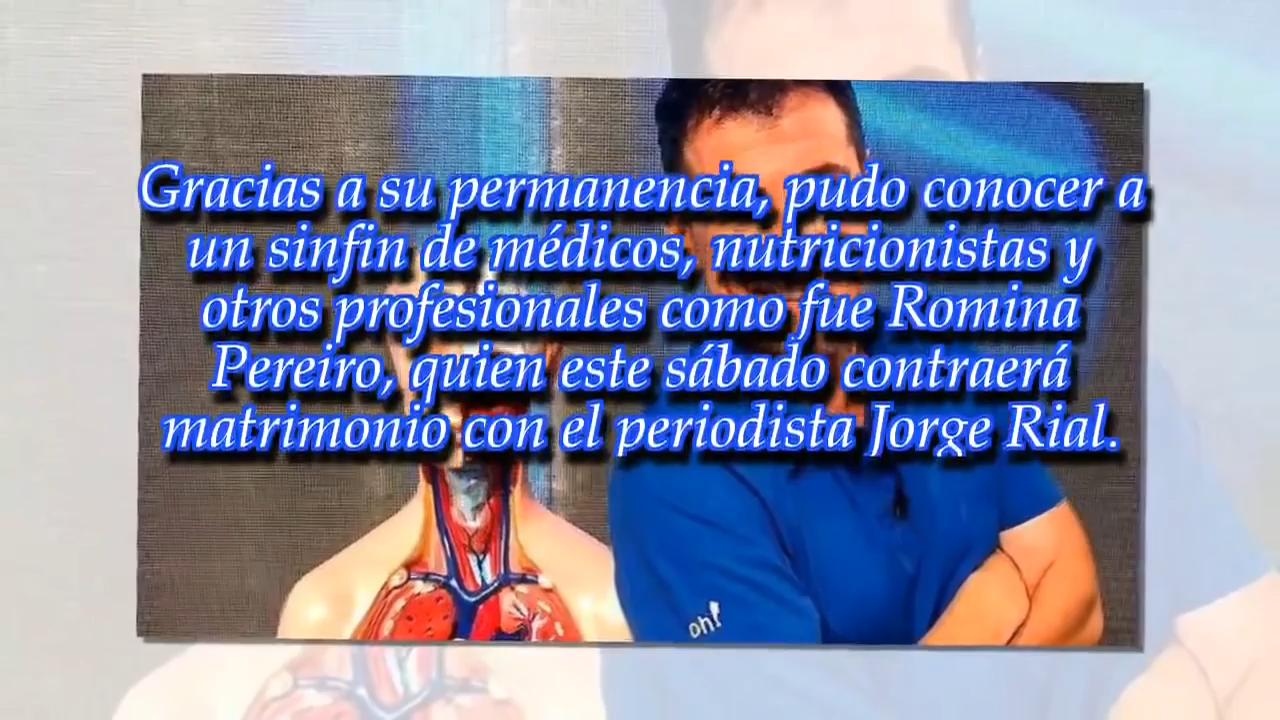 Gracias a su permanencia, pudo conocer a
un sinfin de médicos, nutricionistas y
otros profesionales como fue Romina
Pereiro, quien este sábado contraerá
matrimonio con el periodista Jorge Rial.
oh!